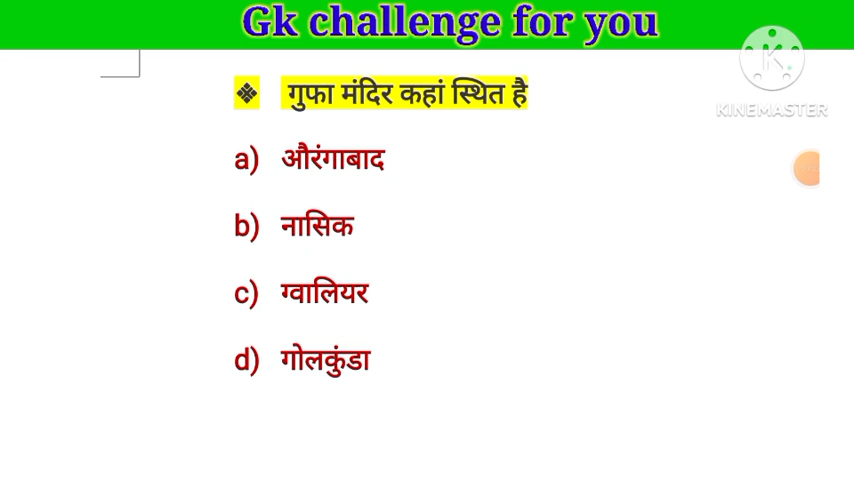 Gk challenge for you
❖ गुफा मंदिर कहां स्थित है
a) औरंगाबाद
b) नासिक
c) ग्वालियर
d) गोलकुंडा
K
KINEMASTER